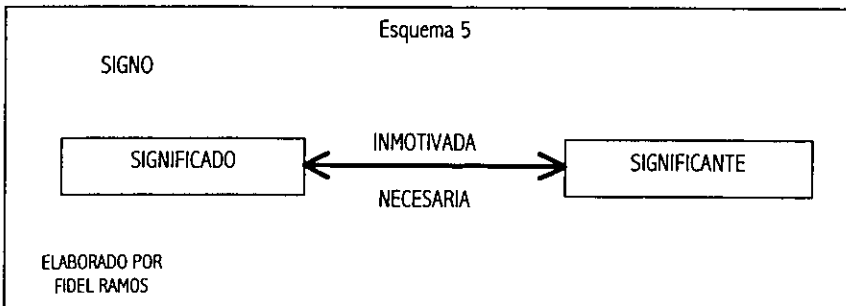 Esquema 5
SIGNO
SIGNIFICADO
INMOTIVADA
SIGNIFICANTE
NECESARIA
ELABORADO POR
FIDEL RAMOS